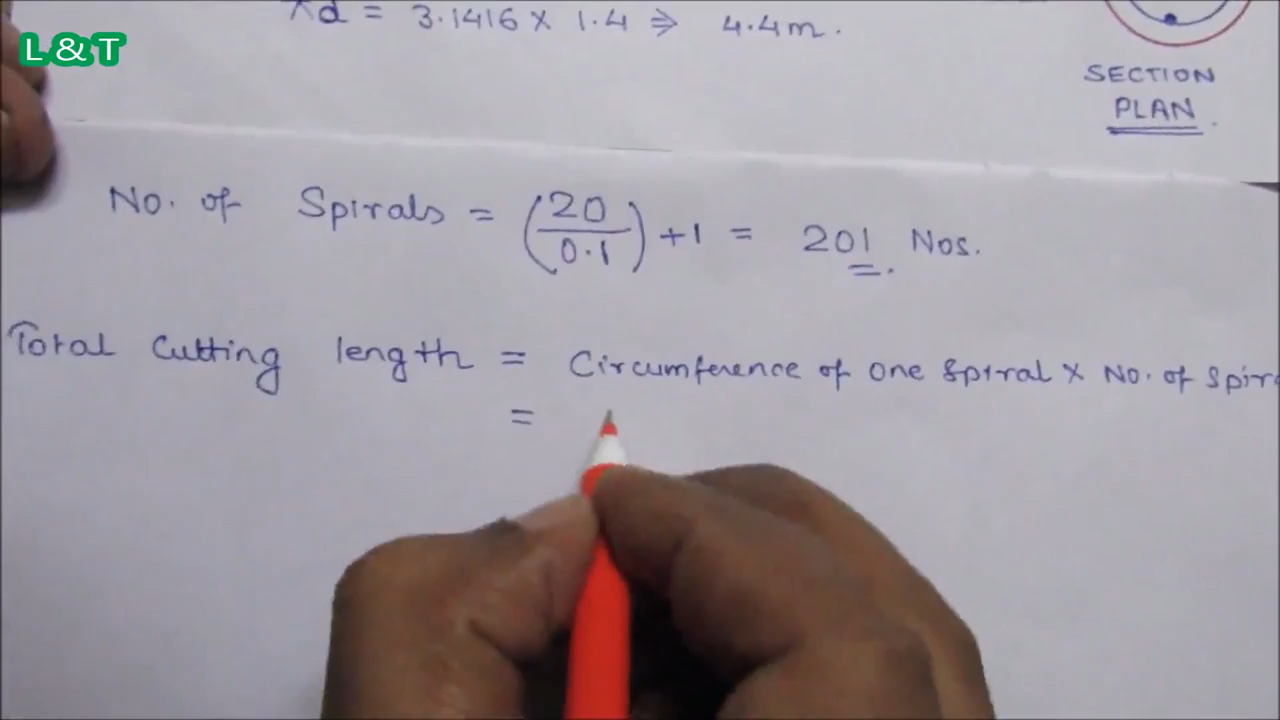 πd = 3.1416 × 1.4 ⇒ 4.4m.
L&T
SECTION
PLAN.
No. of Spirals = (20/0.1) +1 = 201 Nos.
Total Cutting length = Circumference of one spiral × No. of Spira
=